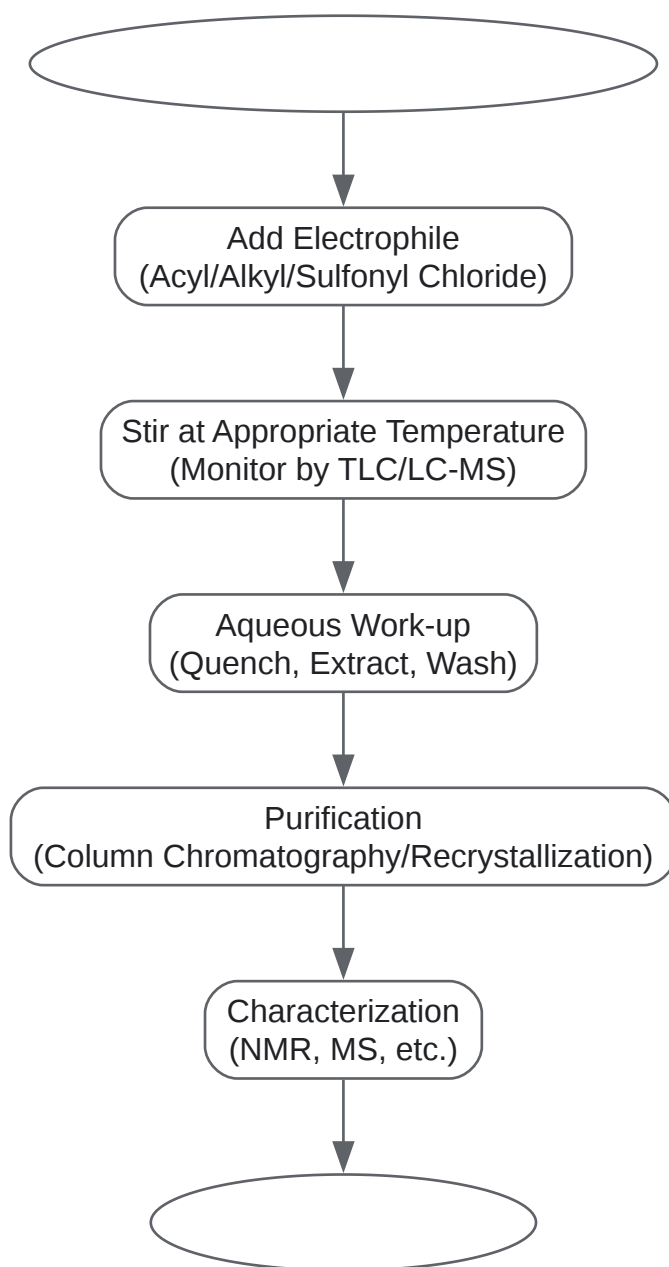 Add Electrophile
(Acyl/Alkyl/Sulfonyl Chloride)
Stir at Appropriate Temperature
(Monitor by TLC/LC-MS)
Aqueous Work-up
(Quench, Extract, Wash)
Purification
(Column Chromatography/Recrystallization)
Characterization
(NMR, MS, etc.)